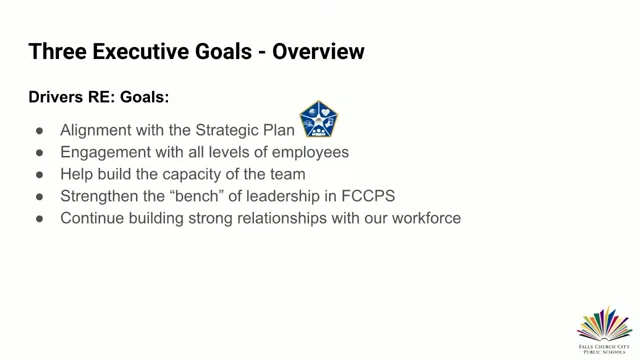 Three Executive Goals - Overview
Drivers RE: Goals:
● Alignment with the Strategic Plan
● Engagement with all levels of employees
● Help build the capacity of the team
● Strengthen the “bench” of leadership in FCCPS
● Continue building strong relationships with our workforce
FALLS CHURCH CITY
PUBLIC SCHOOLS